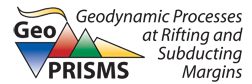 Geo
PRISMS
Geodynamic Processes
at Rifting and
Subducting
Margins